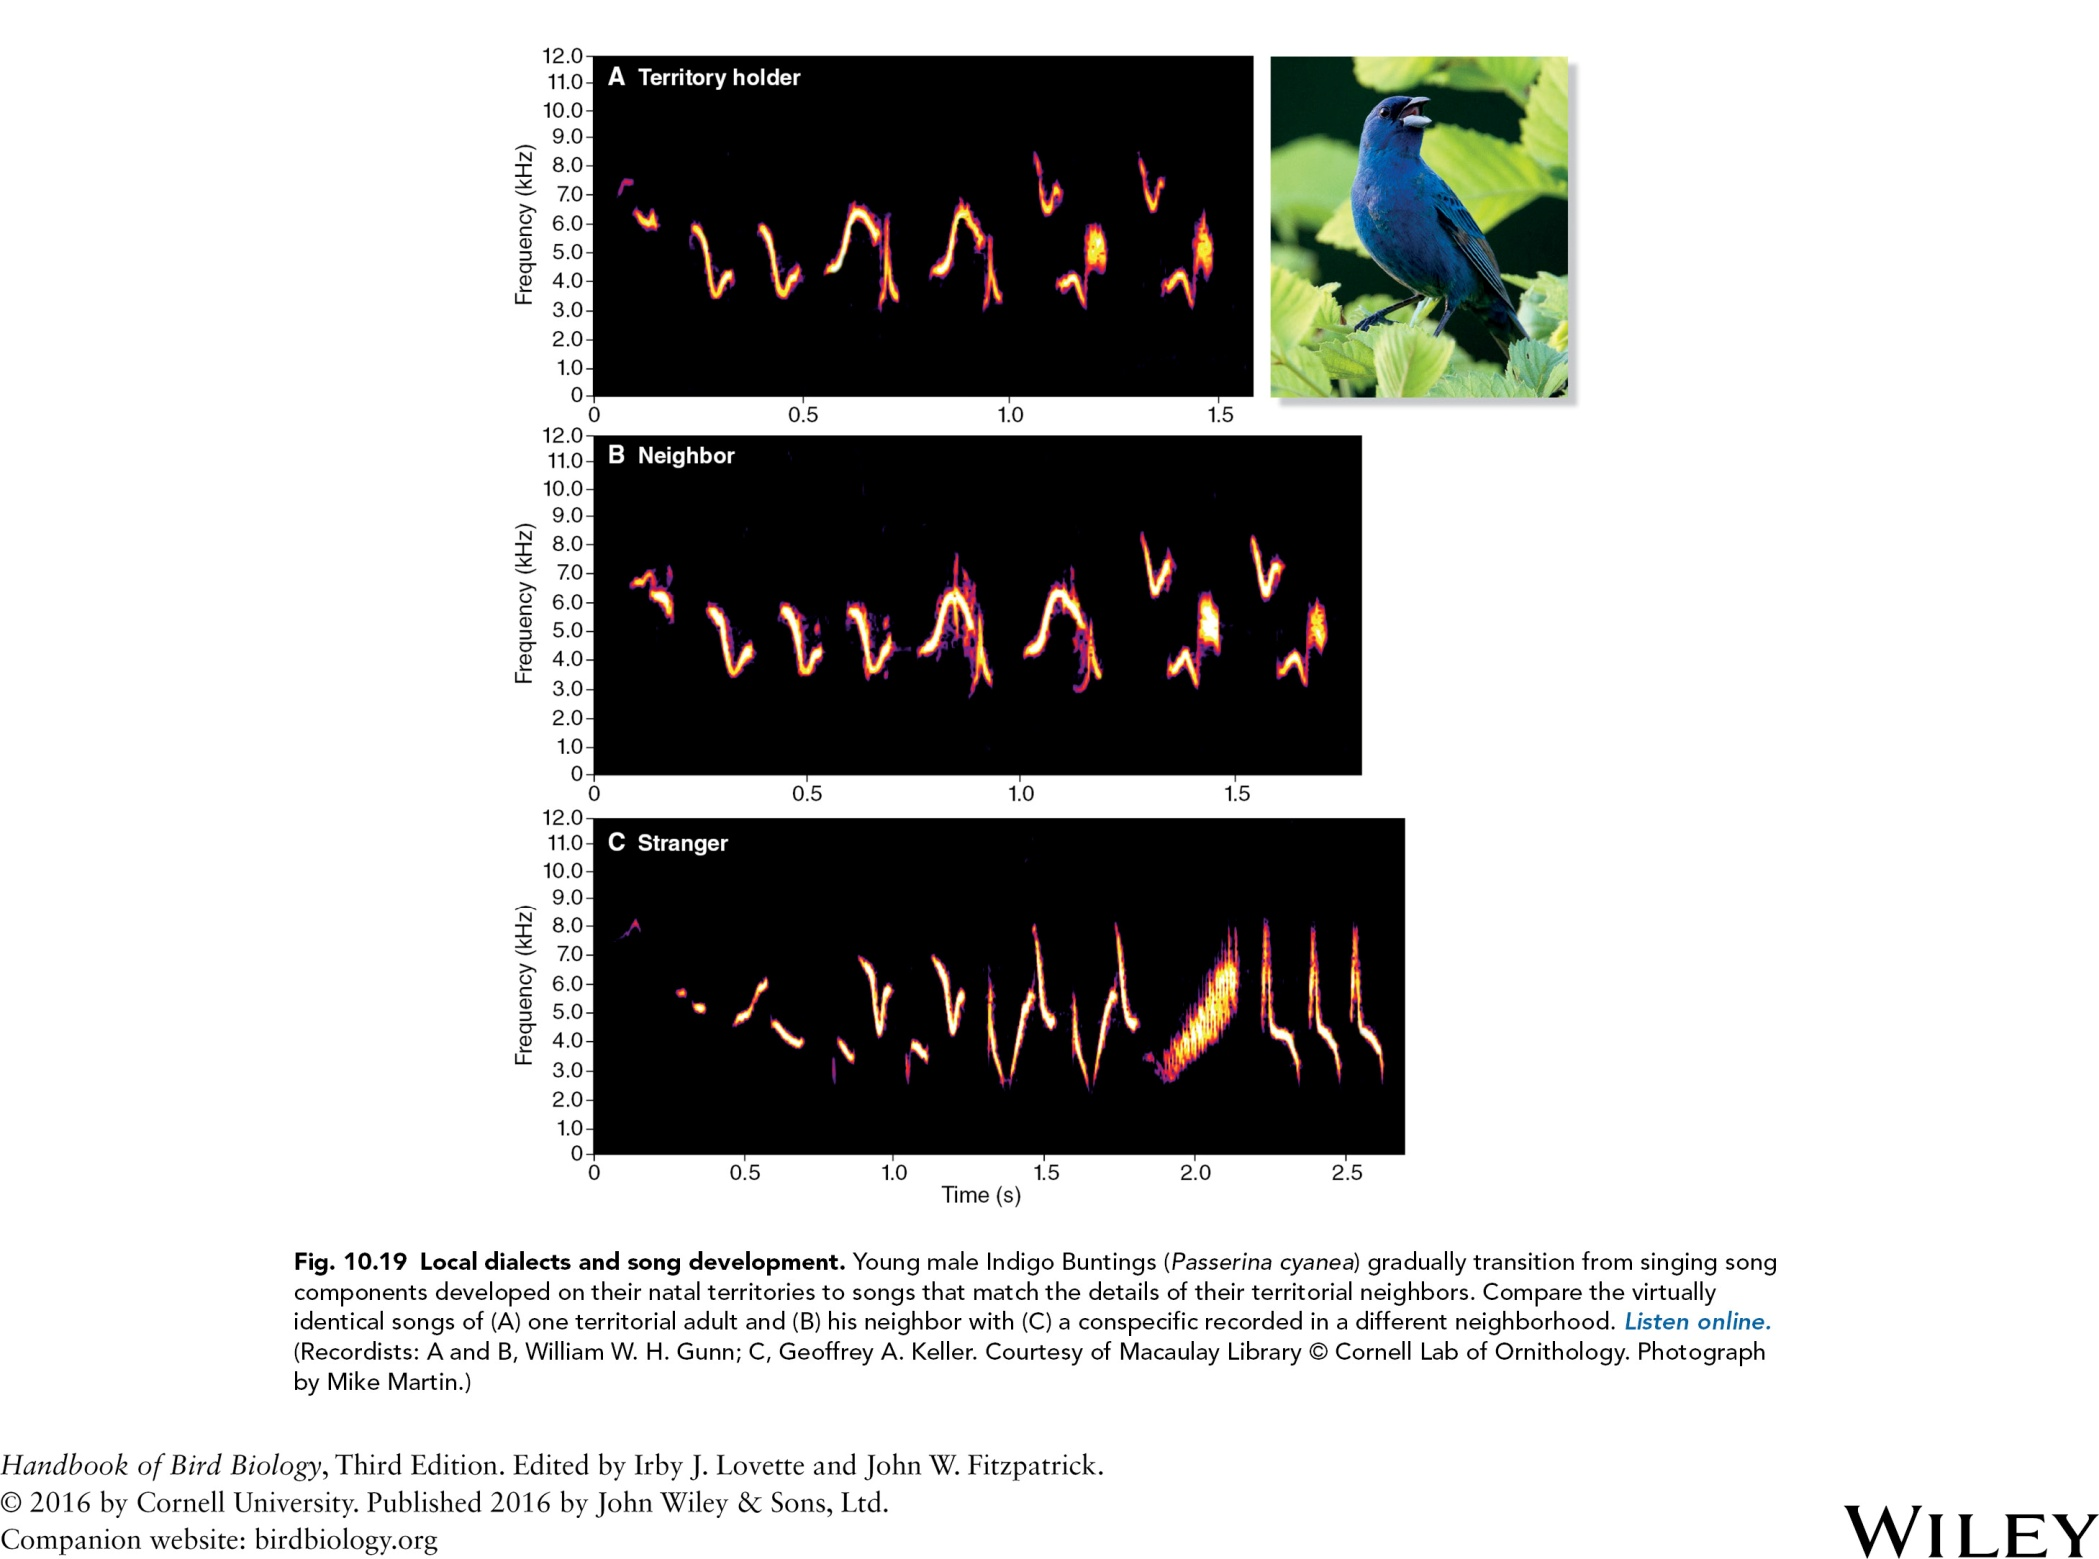 A Territory holder
12.0
11.0
10.0
9.0
8.0
7.0
6.0
5.0
4.0
3.0
2.0
1.0
0
Frequency (kHz)
0 0.5 1.0 1.5
B Neighbor
12.0
11.0
10.0
9.0
8.0
7.0
6.0
5.0
4.0
3.0
2.0
1.0
0
Frequency (kHz)
0 0.5 1.0 1.5
C Stranger
12.0
11.0
10.0
9.0
8.0
7.0
6.0
5.0
4.0
3.0
2.0
1.0
0
Frequency (kHz)
0 0.5 1.0 1.5 2.0 2.5
Time (s)
Fig. 10.19 Local dialects and song development. Young male Indigo Buntings (Passerina cyanea) gradually transition from singing song
components developed on their natal territories to songs that match the details of their territorial neighbors. Compare the virtually
identical songs of (A) one territorial adult and (B) his neighbor with (C) a conspecific recorded in a different neighborhood. Listen online.
(Recordists: A and B, William W. H. Gunn; C, Geoffrey A. Keller. Courtesy of Macaulay Library © Cornell Lab of Ornithology. Photograph
by Mike Martin.)
Handbook of Bird Biology, Third Edition. Edited by Irby J. Lovette and John W. Fitzpatrick.
© 2016 by Cornell University. Published 2016 by John Wiley & Sons, Ltd.
Companion website: birdbiology.org
WILEY